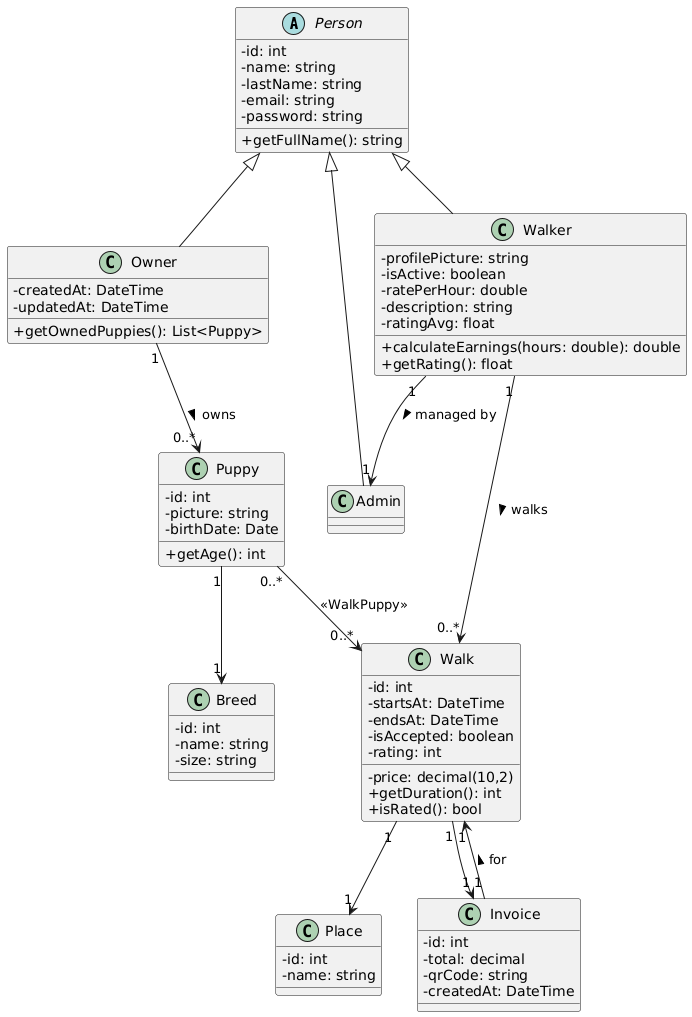 A Person
-id: int
-name: string
-lastName: string
-email: string
-password: string
+getFullName(): string
C Owner
-createdAt: DateTime
-updatedAt: DateTime
+getOwnedPuppies(): List<Puppy>
C Walker
-profilePicture: string
-isActive: boolean
-ratePerHour: double
-description: string
-ratingAvg: float
+calculateEarnings(hours: double): double
+getRating(): float
1
owns
0..*
1
managed by
1
1
walks
0..*
C Puppy
-id: int
-picture: string
-birthDate: Date
+getAge(): int
C Admin
1
1
0..*
«WalkPuppy»
0..*
C Breed
-id: int
-name: string
-size: string
C Walk
-id: int
-startsAt: DateTime
-endsAt: DateTime
-isAccepted: boolean
-rating: int
-price: decimal(10,2)
+getDuration(): int
+isRated(): bool
1
1
1
1
1
for
1
C Place
-id: int
-name: string
C Invoice
-id: int
-total: decimal
-qrCode: string
-createdAt: DateTime